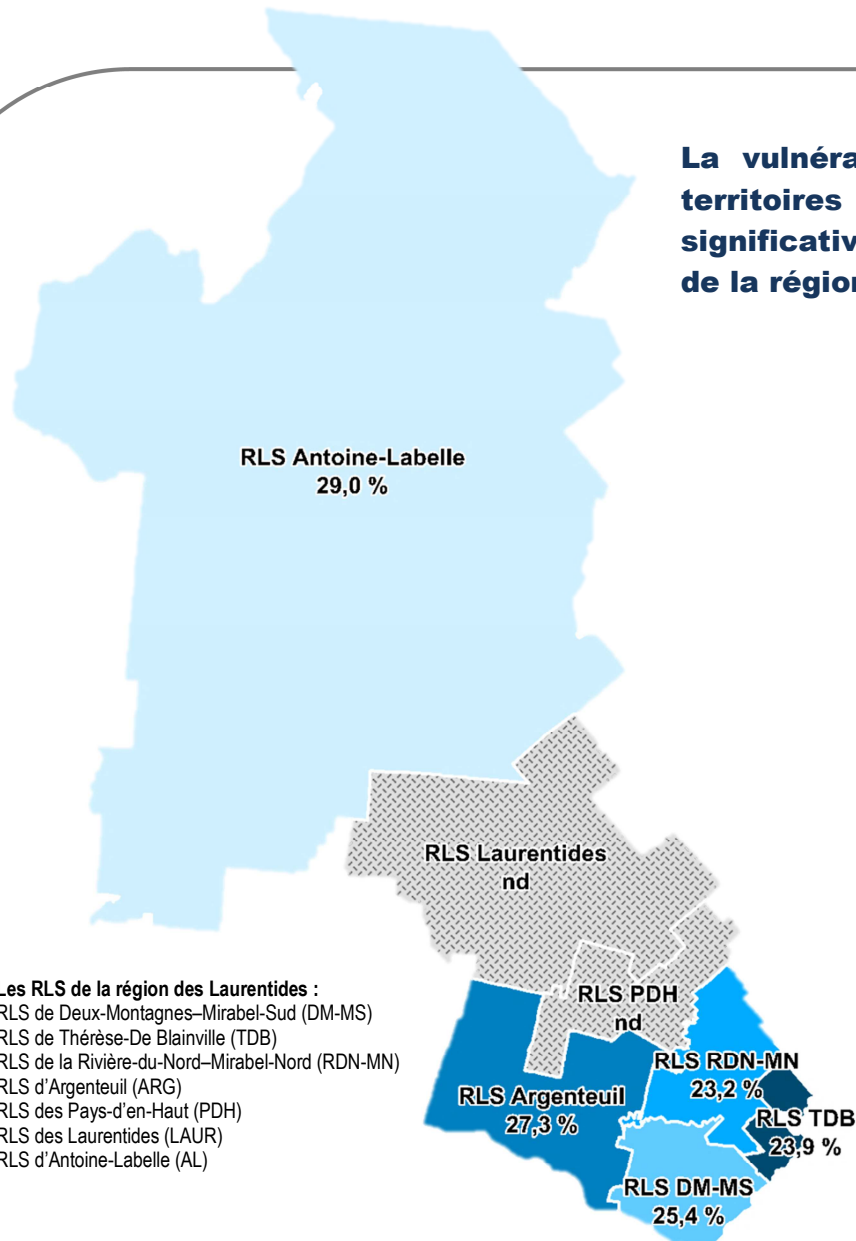 La vulnéra
territoires
significativ
de la région
RLS Antoine-Labelle
29,0 %
RLS Laurentides
nd
RLS PDH
nd
RLS RDN-MN
23,2 %
RLS Argenteuil
27,3 %
RLS TDB
23,9 %
RLS DM-MS
25,4 %
Les RLS de la région des Laurentides :
RLS de Deux-Montagnes–Mirabel-Sud (DM-MS)
RLS de Thérèse-De Blainville (TDB)
RLS de la Rivière-du-Nord–Mirabel-Nord (RDN-MN)
RLS d'Argenteuil (ARG)
RLS des Pays-d'en-Haut (PDH)
RLS des Laurentides (LAUR)
RLS d'Antoine-Labelle (AL)